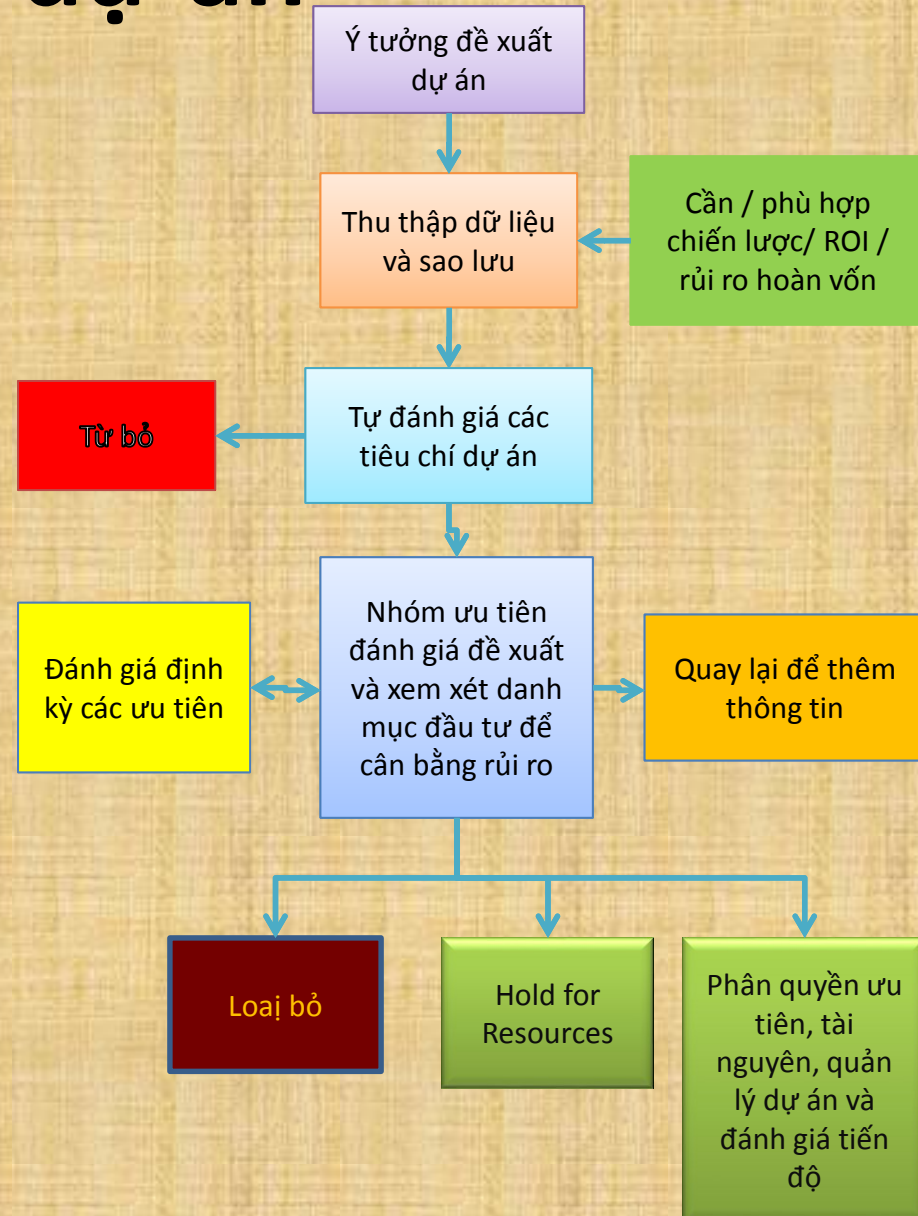 dự án
Ý tưởng đề xuất
dự án
Thu thập dữ liệu
và sao lưu
Cần / phù hợp
chiến lược/ ROI /
rủi ro hoàn vốn
Từ bỏ
Tự đánh giá các
tiêu chí dự án
Đánh giá định
kỳ các ưu tiên
Nhóm ưu tiên
đánh giá đề xuất
và xem xét danh
mục đầu tư để
cân bằng rủi ro
Quay lại để thêm
thông tin
Loaị bỏ
Hold for
Resources
Phân quyền ưu
tiên, tài
nguyên, quản
lý dự án và
đánh giá tiến
độ